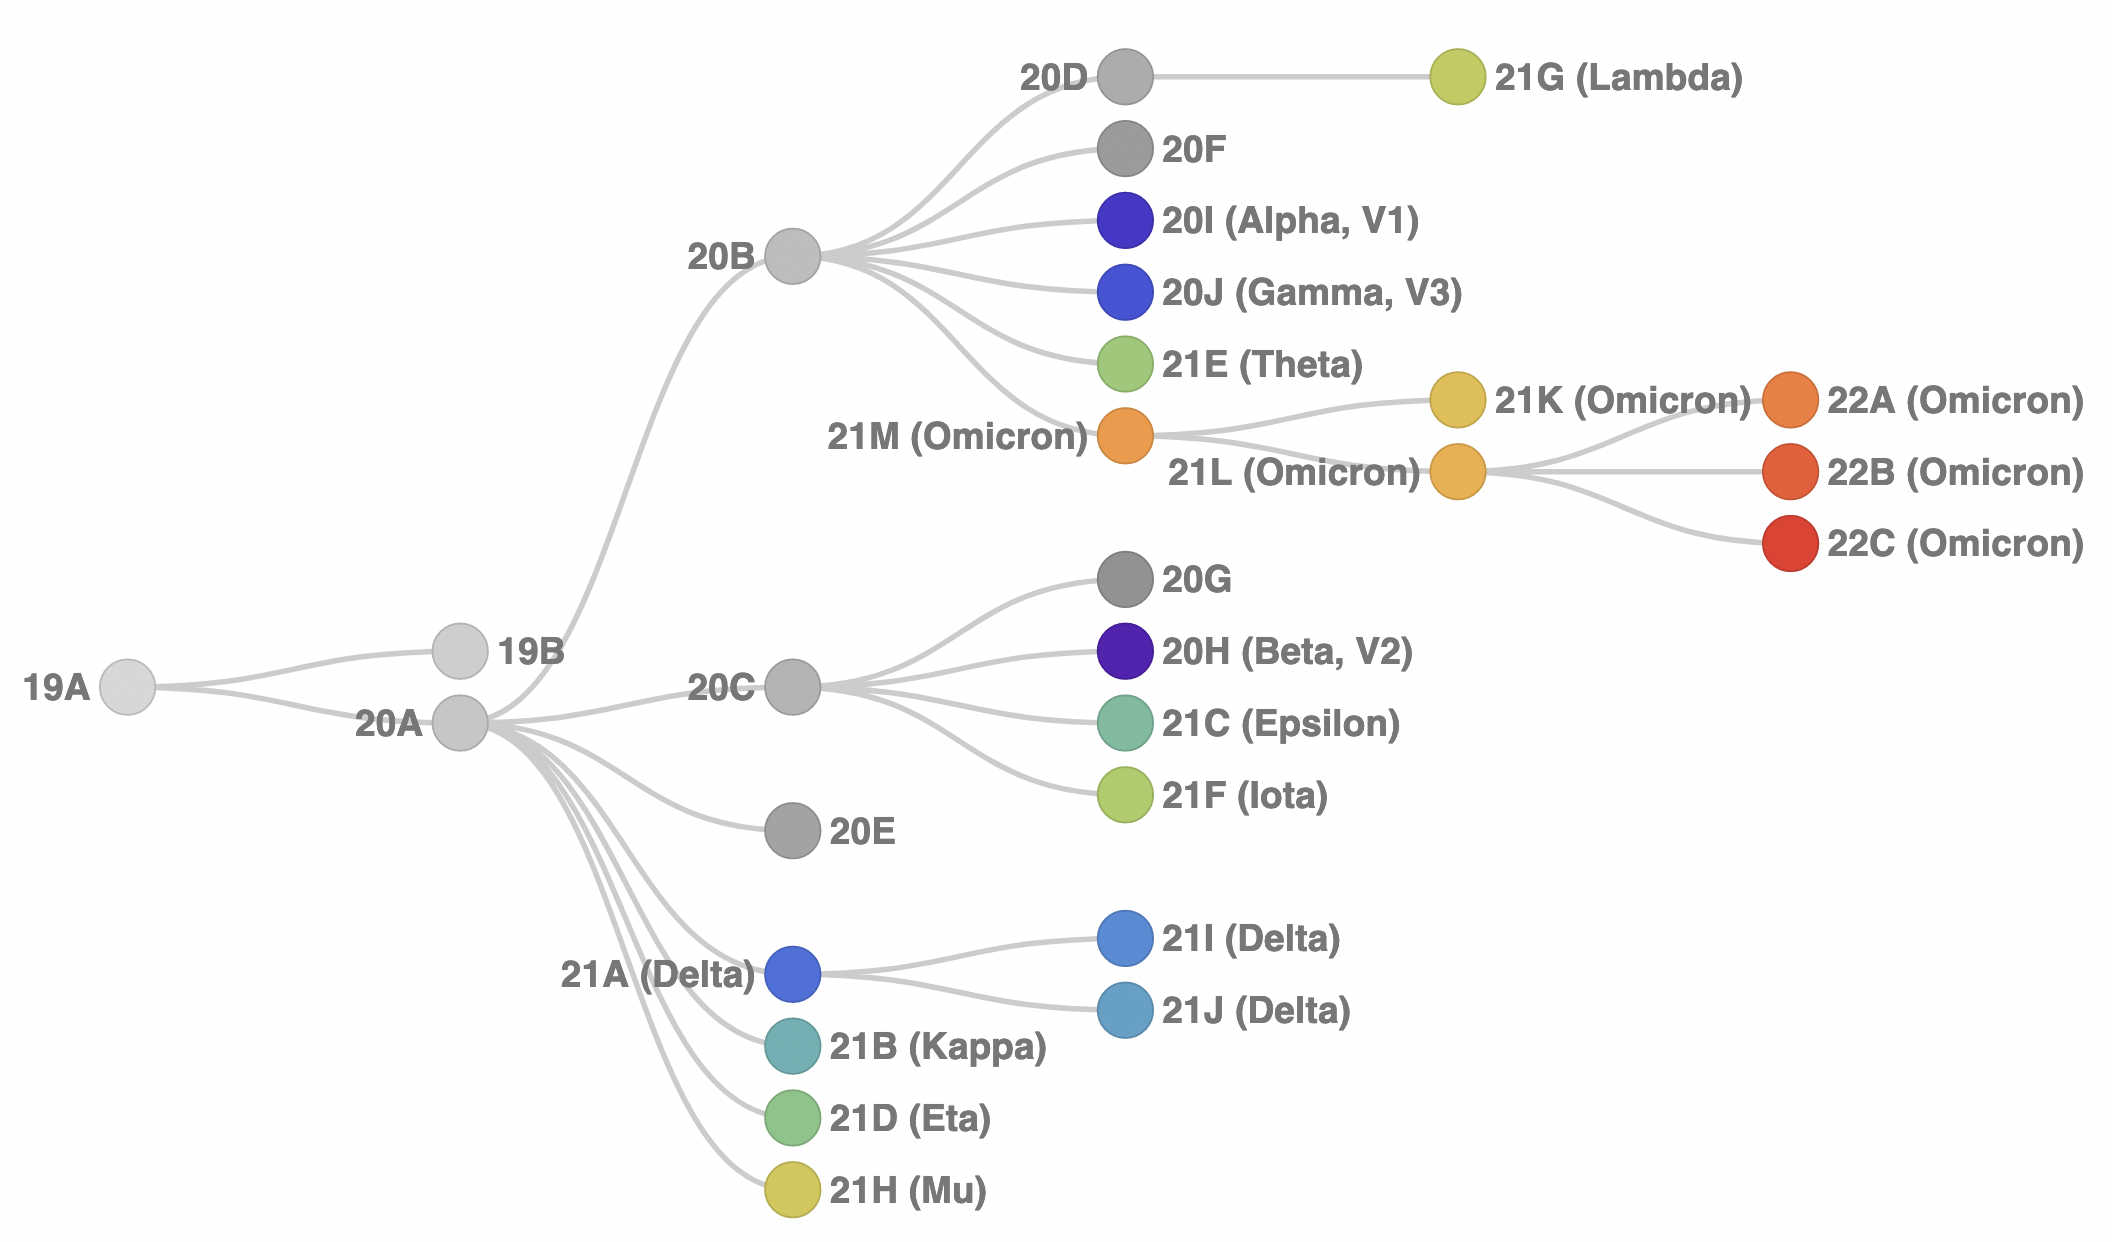 20D
21G (Lambda)
20F
20I (Alpha, V1)
20B
20J (Gamma, V3)
21E (Theta)
21K (Omicron)
22A (Omicron)
21M (Omicron)
21L (Omicron)
22B (Omicron)
22C (Omicron)
20G
19B
20H (Beta, V2)
19A
20C
20A
21C (Epsilon)
21F (Iota)
20E
21I (Delta)
21A (Delta)
21J (Delta)
21B (Kappa)
21D (Eta)
21H (Mu)